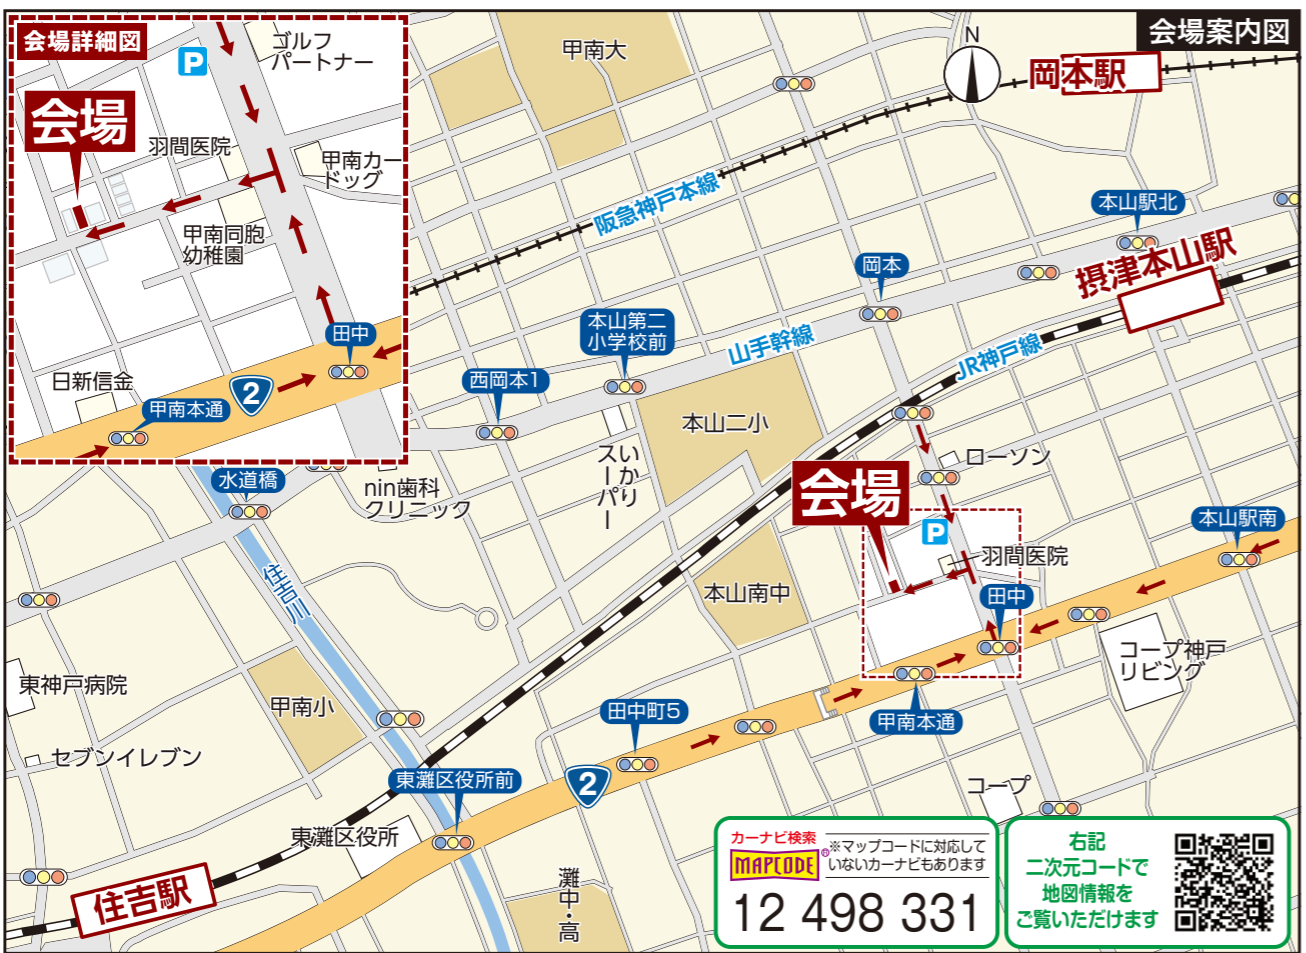 会場案内図
会場詳細図
P
ゴルフ
パートナー
会場
羽間医院
甲南カー
ドッグ
甲南同胞
幼稚園
田中
日新信金
2
甲南本通
甲南大
N
岡本駅
阪急神戸本線
本山駅北
摂津本山駅
岡本
本山第二
小学校前
山手幹線
JR神戸線
西岡本1
本山二小
いかり
スーパー
ローソン
nin歯科
クリニック
水道橋
会場
P
本山駅南
羽間医院
住吉川
本山南中
田中
コープ神戸
リビング
東神戸病院
甲南小
田中町5
甲南本通
セブンイレブン
東灘区役所前
2
コープ
東灘区役所
住吉駅
灘中・高
カーナビ検索
MAPCODE®
※マップコードに対応して
いないカーナビもあります
12 498 331
右記
二次元コードで
地図情報を
ご覧いただけます